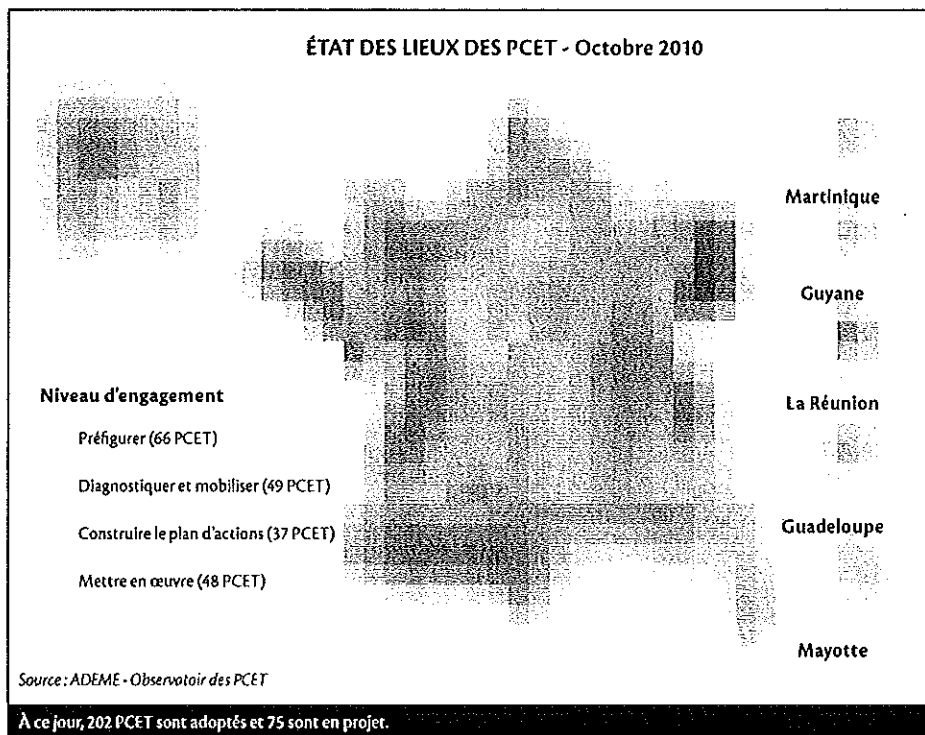 ÉTAT DES LIEUX DES PCET - Octobre 2010
Martinique
Guyane
La Réunion
Guadeloupe
Mayotte
Niveau d'engagement
Préfigurer (66 PCET)
Diagnostiquer et mobiliser (49 PCET)
Construire le plan d'actions (37 PCET)
Mettre en œuvre (48 PCET)
Source : ADEME - Observatoir des PCET
À ce jour, 202 PCET sont adoptés et 75 sont en projet.